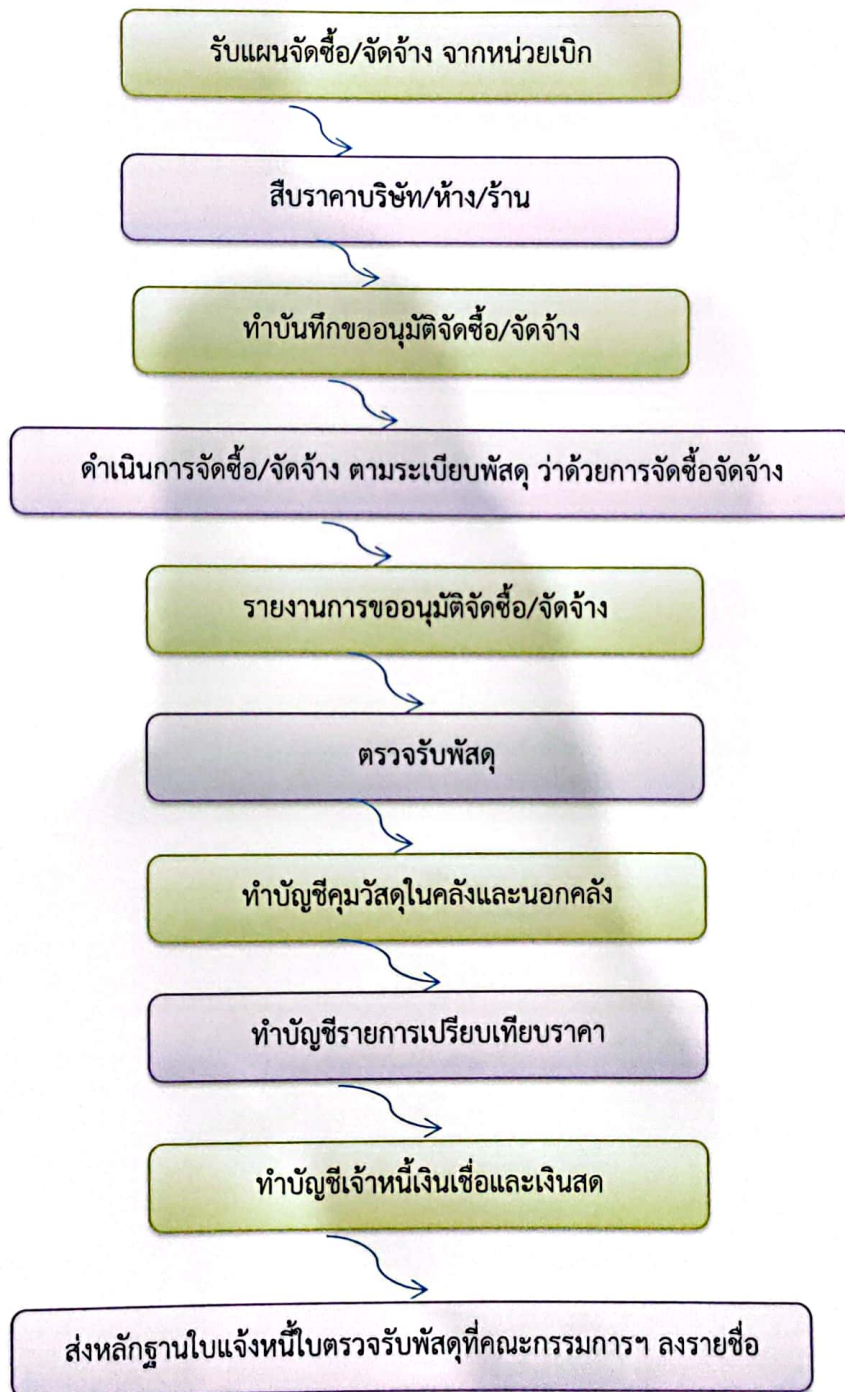 รับแผนจัดซื้อ/จัดจ้าง จากหน่วยเบิก
สืบราคาบริษัท/ห้าง/ร้าน
ทำบันทึกขออนุมัติจัดซื้อ/จัดจ้าง
ดำเนินการจัดซื้อ/จัดจ้าง ตามระเบียบพัสดุ ว่าด้วยการจัดซื้อจัดจ้าง
รายงานการขออนุมัติจัดซื้อ/จัดจ้าง
ตรวจรับพัสดุ
ทำบัญชีคุมวัสดุในคลังและนอกคลัง
ทำบัญชีรายการเปรียบเทียบราคา
ทำบัญชีเจ้าหนี้เงินเชื่อและเงินสด
ส่งหลักฐานใบแจ้งหนี้ใบตรวจรับพัสดุที่คณะกรรมการฯ ลงรายชื่อ